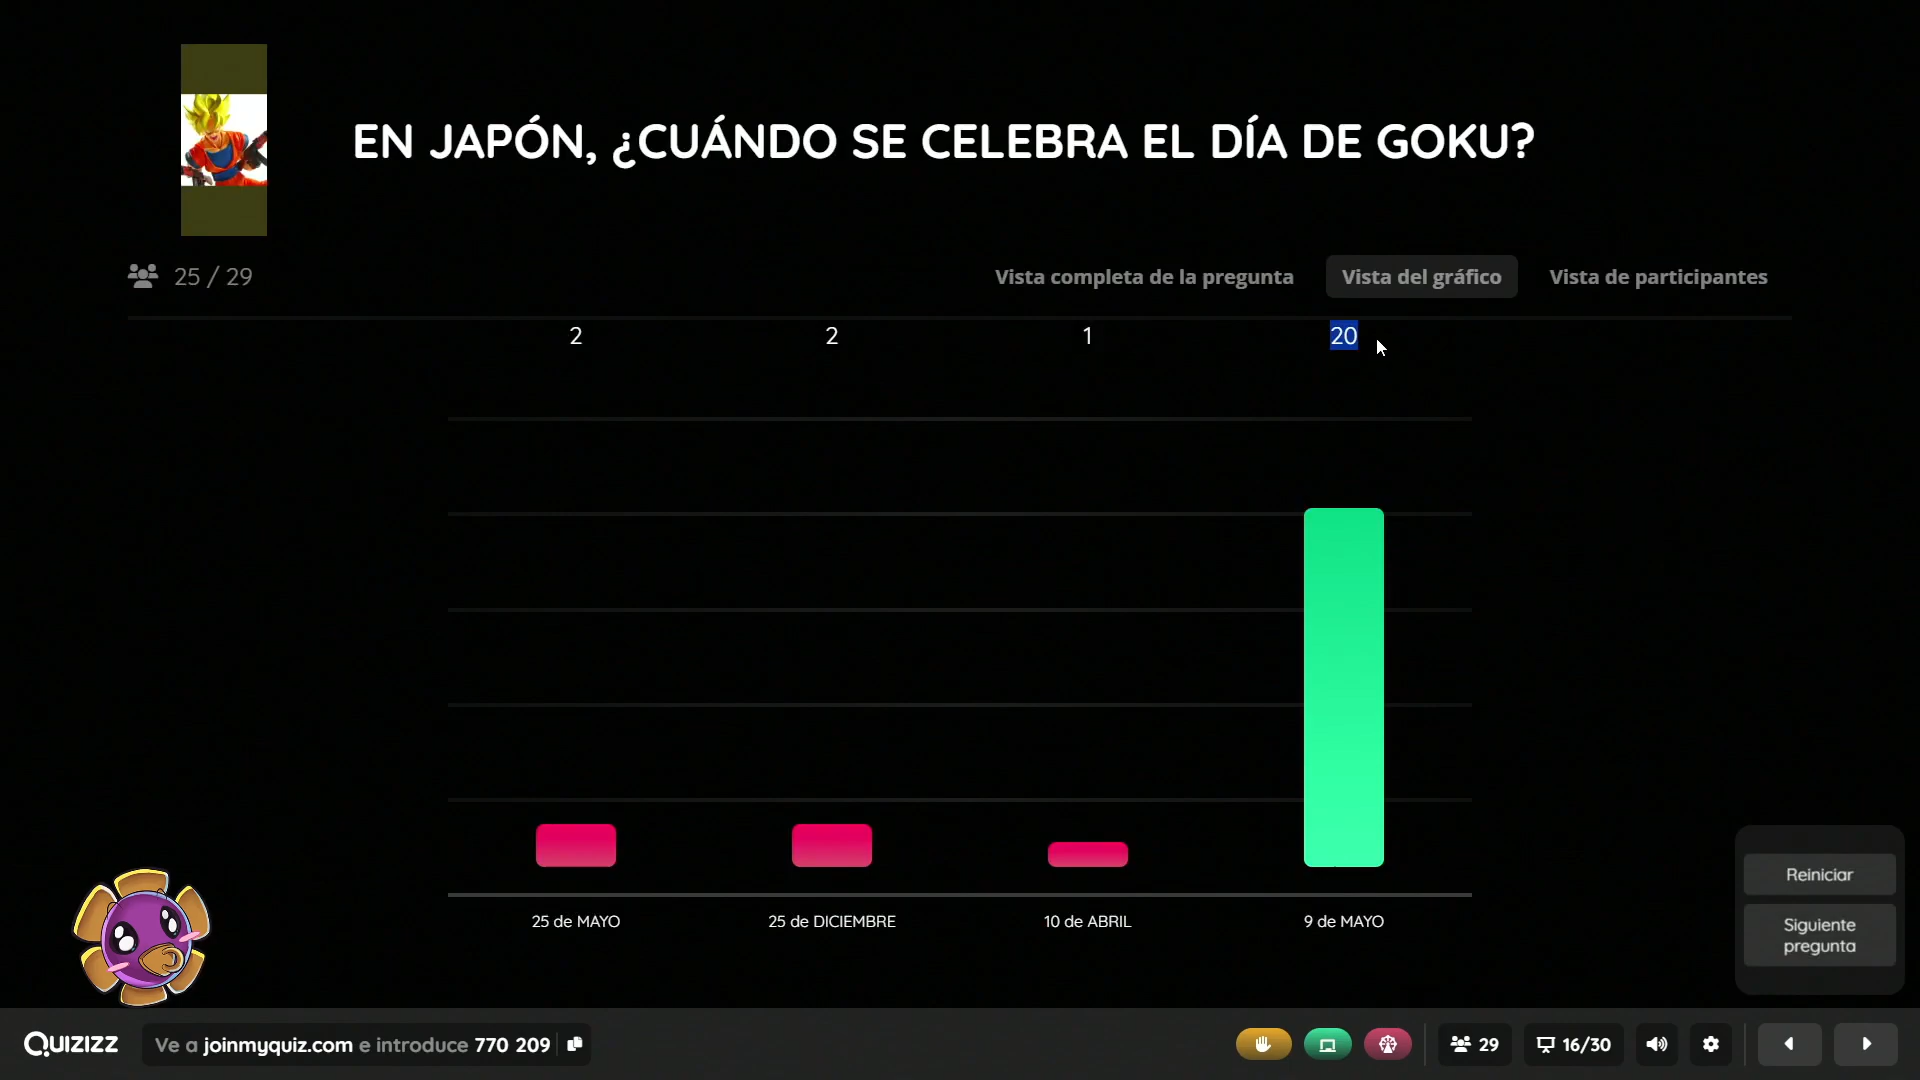 EN JAPÓN, ¿CUÁNDO SE CELEBRA EL DÍA DE GOKU?
25 / 29
Vista completa de la pregunta
Vista del gráfico
Vista de participantes
2
2
1
20
25 de MAYO
25 de DICIEMBRE
10 de ABRIL
9 de MAYO
Reiniciar
Siguiente
pregunta
QUIZIZZ
Ve a joinmyquiz.com e introduce 770 209
29
16/30